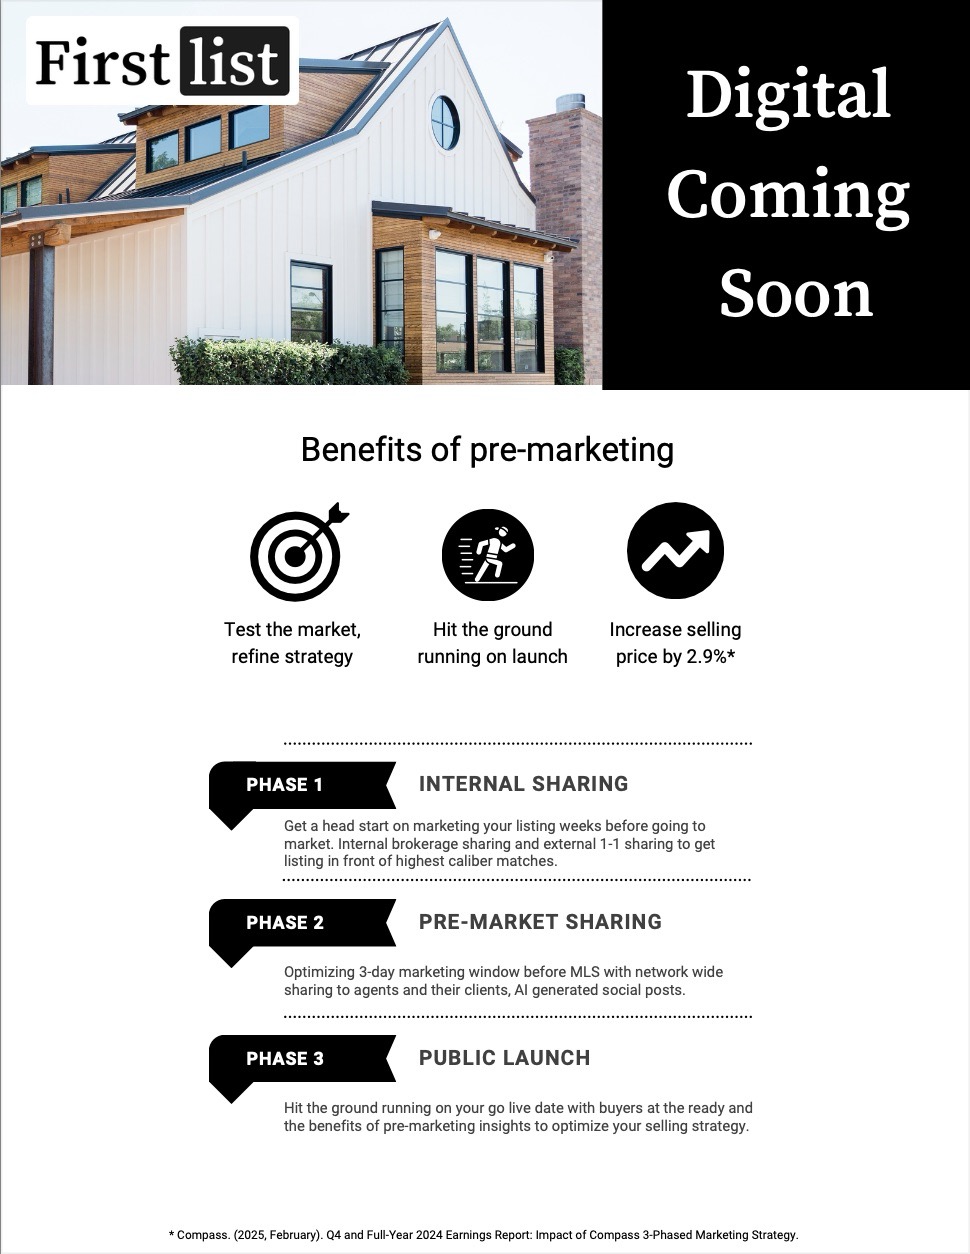 First list
Digital
Coming
Soon
Benefits of pre-marketing
Test the market,
refine strategy
Hit the ground
running on launch
Increase selling
price by 2.9%*
PHASE 1
INTERNAL SHARING
Get a head start on marketing your listing weeks before going to
market. Internal brokerage sharing and external 1-1 sharing to get
listing in front of highest caliber matches.
PHASE 2
PRE-MARKET SHARING
Optimizing 3-day marketing window before MLS with network wide
sharing to agents and their clients, AI generated social posts.
PHASE 3
PUBLIC LAUNCH
Hit the ground running on your go live date with buyers at the ready and
the benefits of pre-marketing insights to optimize your selling strategy.
* Compass. (2025, February). Q4 and Full-Year 2024 Earnings Report: Impact of Compass 3-Phased Marketing Strategy.